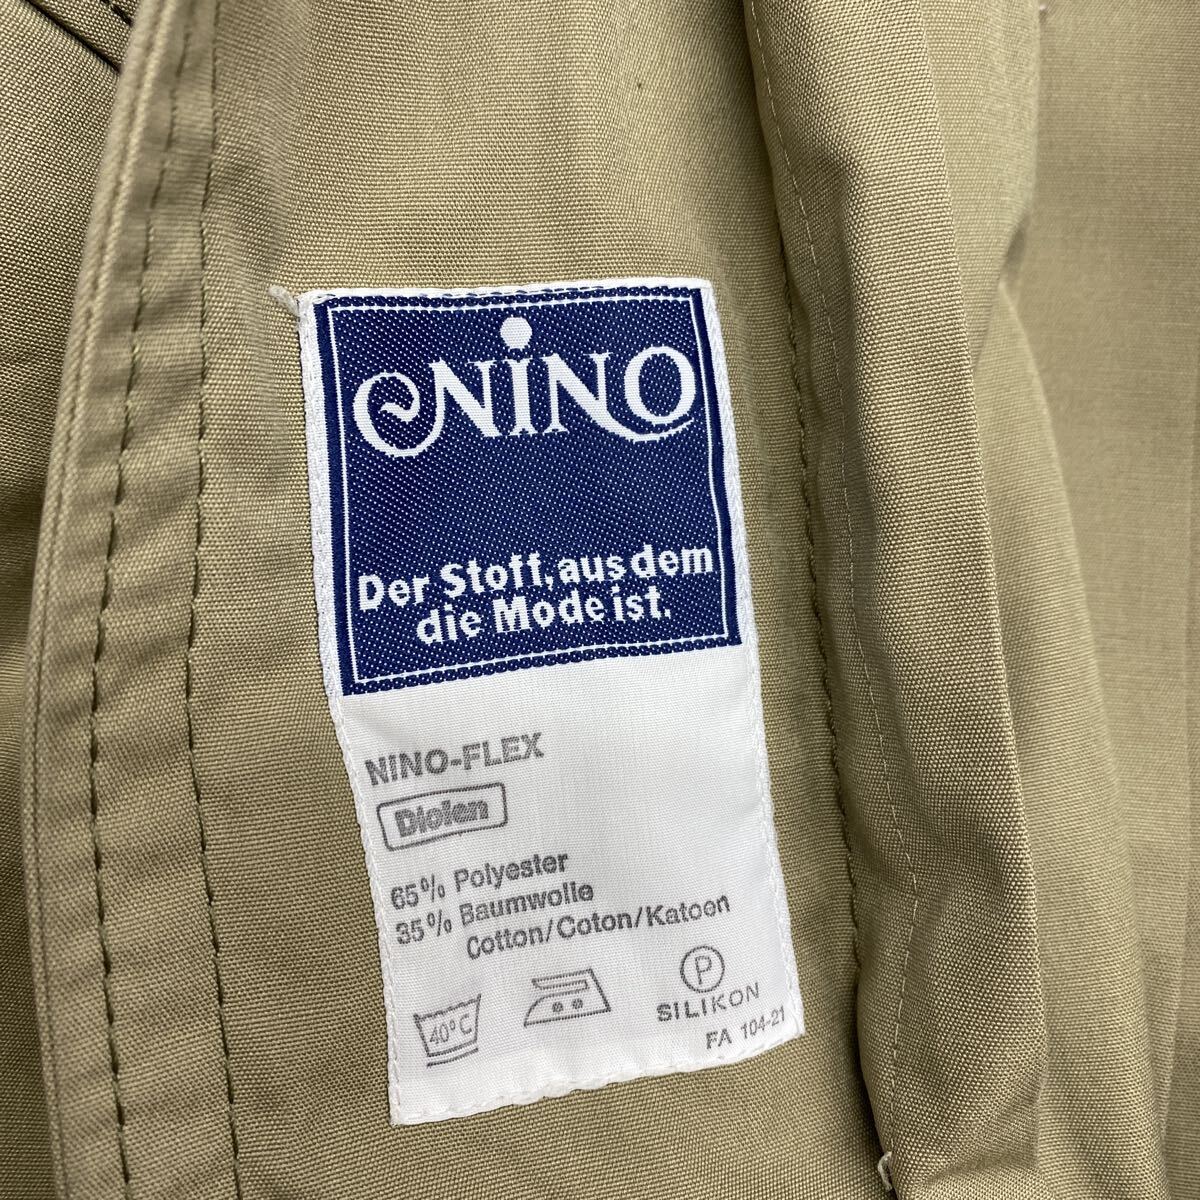 NINO
Der Stoff, aus dem
die Mode ist.
NINO-FLEX
Diolen
65% Polyester
35% Baumwolle
Cotton/Coton/Katoen
40°C
P
SILIKON
FA 104-21